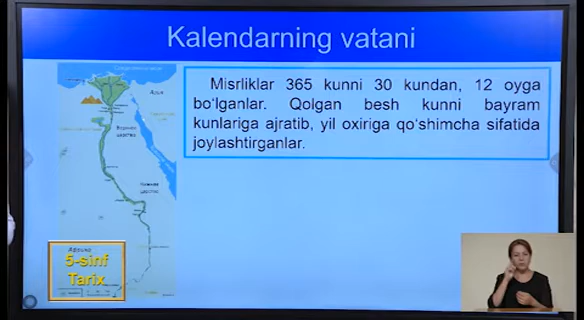 Kalendarning vatani
Misrliklar 365 kunni 30 kundan, 12 oyga
bo‘lganlar. Qolgan besh kunni bayram
kunlariga ajratib, yil oxiriga qo‘shimcha sifatida
joylashtirganlar.
5-sinf
Tarix